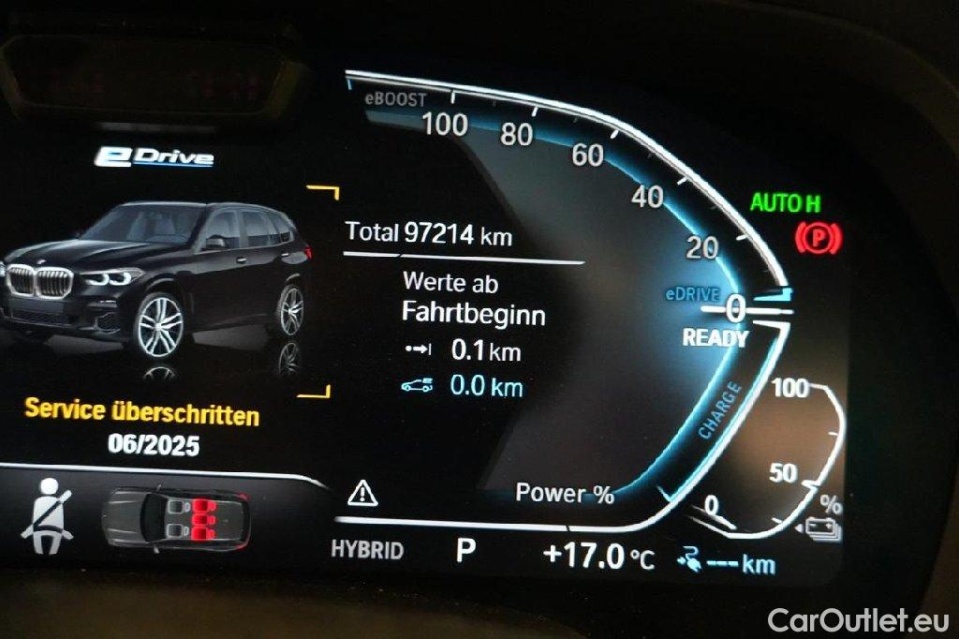 eDrive
eBOOST
100
80
60
40
20
0
eDRIVE
READY
CHARGE
AUTO H
P
Total 97214 km
Werte ab
Fahrtbeginn
0.1 km
0.0 km
Service überschritten
06/2025
Power %
100
50
0
%
HYBRID
P
+17.0 °C
--- km
CarOutlet.eu